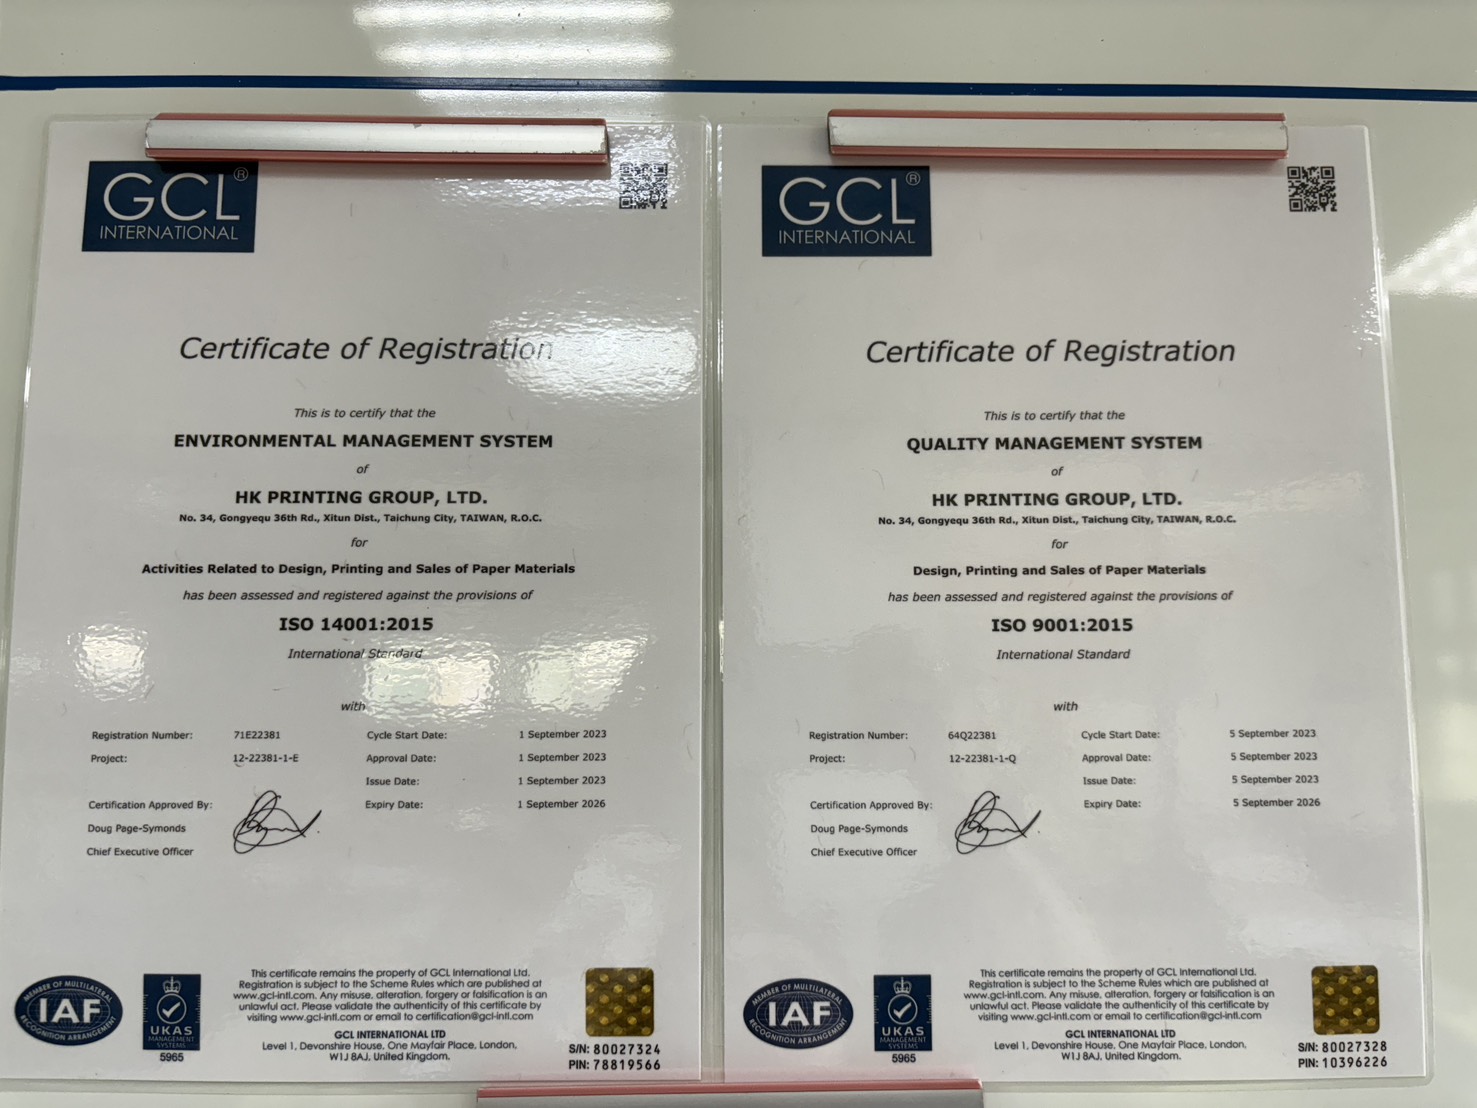 GCL®
INTERNATIONAL
Certificate of Registration
This is to certify that the
ENVIRONMENTAL MANAGEMENT SYSTEM
of
HK PRINTING GROUP, LTD.
No. 34, Gongyequ 36th Rd., Xitun Dist., Taichung City, TAIWAN, R.O.C.
for
Activities Related to Design, Printing and Sales of Paper Materials
has been assessed and registered against the provisions of
ISO 14001:2015
International Standard
with
Registration Number: 71E22381 Cycle Start Date: 1 September 2023
Project: 12-22381-1-E Approval Date: 1 September 2023
Issue Date: 1 September 2023
Certification Approved By: Expiry Date: 1 September 2026
Doug Page-Symonds
Chief Executive Officer
MEMBER OF MULTILATERAL
IAF
RECOGNITION ARRANGEMENT
UKAS
MANAGEMENT
SYSTEMS
5965
This certificate remains the property of GCL International Ltd.
Registration is subject to the Scheme Rules which are published at
www.gcl-intl.com. Any misuse, alteration, forgery or falsification is an
unlawful act. Please validate the authenticity of this certificate by
visiting www.gcl-intl.com or email to certification@gcl-intl.com
GCL INTERNATIONAL LTD
Level 1, Devonshire House, One Mayfair Place, London,
W1J 8AJ, United Kingdom.
S/N: 80027324
PIN: 78819566
GCL®
INTERNATIONAL
Certificate of Registration
This is to certify that the
QUALITY MANAGEMENT SYSTEM
of
HK PRINTING GROUP, LTD.
No. 34, Gongyequ 36th Rd., Xitun Dist., Taichung City, TAIWAN, R.O.C.
for
Design, Printing and Sales of Paper Materials
has been assessed and registered against the provisions of
ISO 9001:2015
International Standard
with
Registration Number: 64Q22381 Cycle Start Date: 5 September 2023
Project: 12-22381-1-Q Approval Date: 5 September 2023
Issue Date: 5 September 2023
Certification Approved By: Expiry Date: 5 September 2026
Doug Page-Symonds
Chief Executive Officer
MEMBER OF MULTILATERAL
IAF
RECOGNITION ARRANGEMENT
UKAS
MANAGEMENT
SYSTEMS
5965
This certificate remains the property of GCL International Ltd.
Registration is subject to the Scheme Rules which are published at
www.gcl-intl.com. Any misuse, alteration, forgery or falsification is an
unlawful act. Please validate the authenticity of this certificate by
visiting www.gcl-intl.com or email to certification@gcl-intl.com
GCL INTERNATIONAL LTD
Level 1, Devonshire House, One Mayfair Place, London,
W1J 8AJ, United Kingdom.
S/N: 80027328
PIN: 10396226